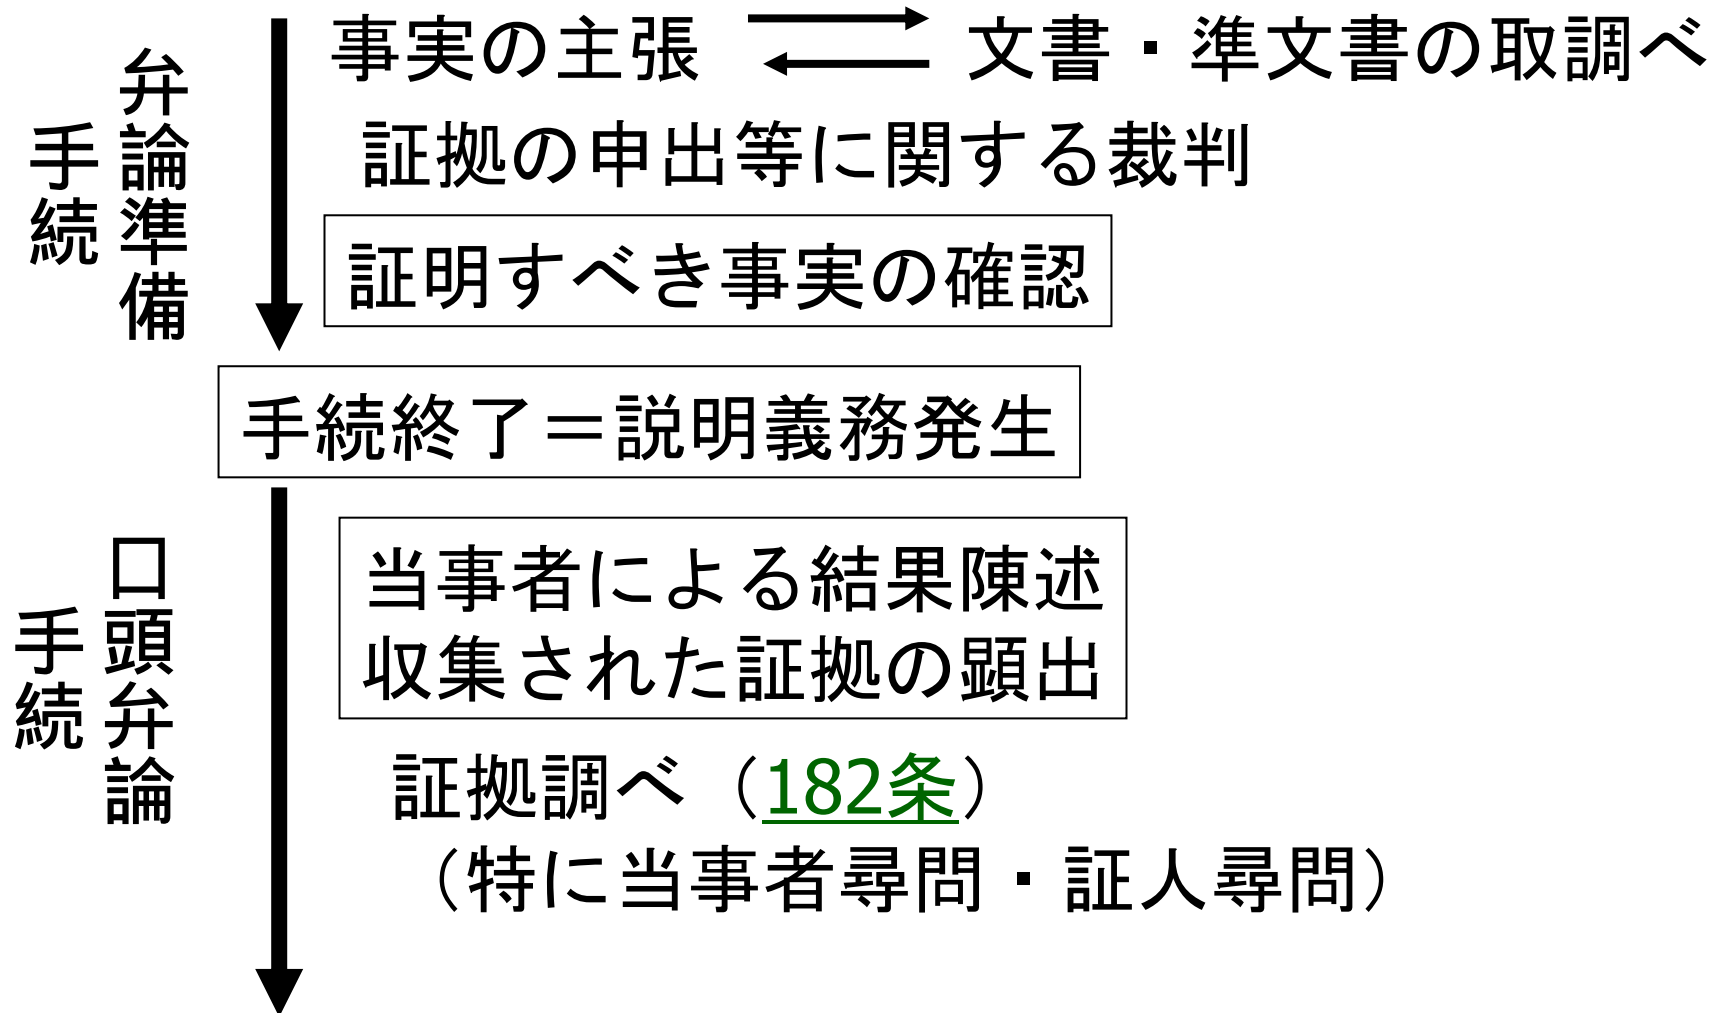 弁論準備
手続
事実の主張
文書・準文書の取調べ
証拠の申出等に関する裁判
証明すべき事実の確認
手続終了＝説明義務発生
口頭弁論
手続
当事者による結果陳述
収集された証拠の顕出
証拠調べ（182条）
（特に当事者尋問・証人尋問）